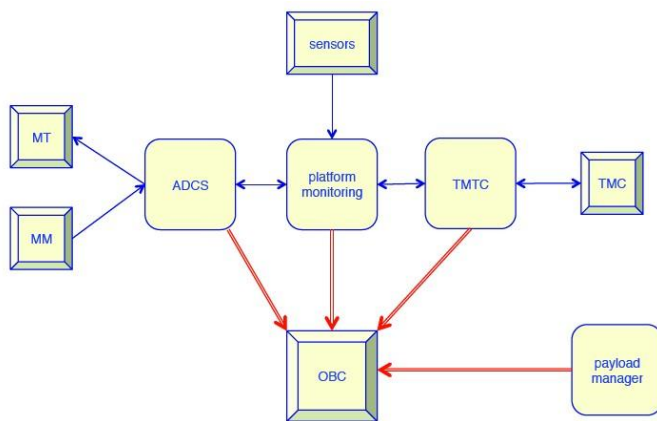 sensors
MT
ADCS
platform
monitoring
TMTC
TMC
MM
OBC
payload
manager